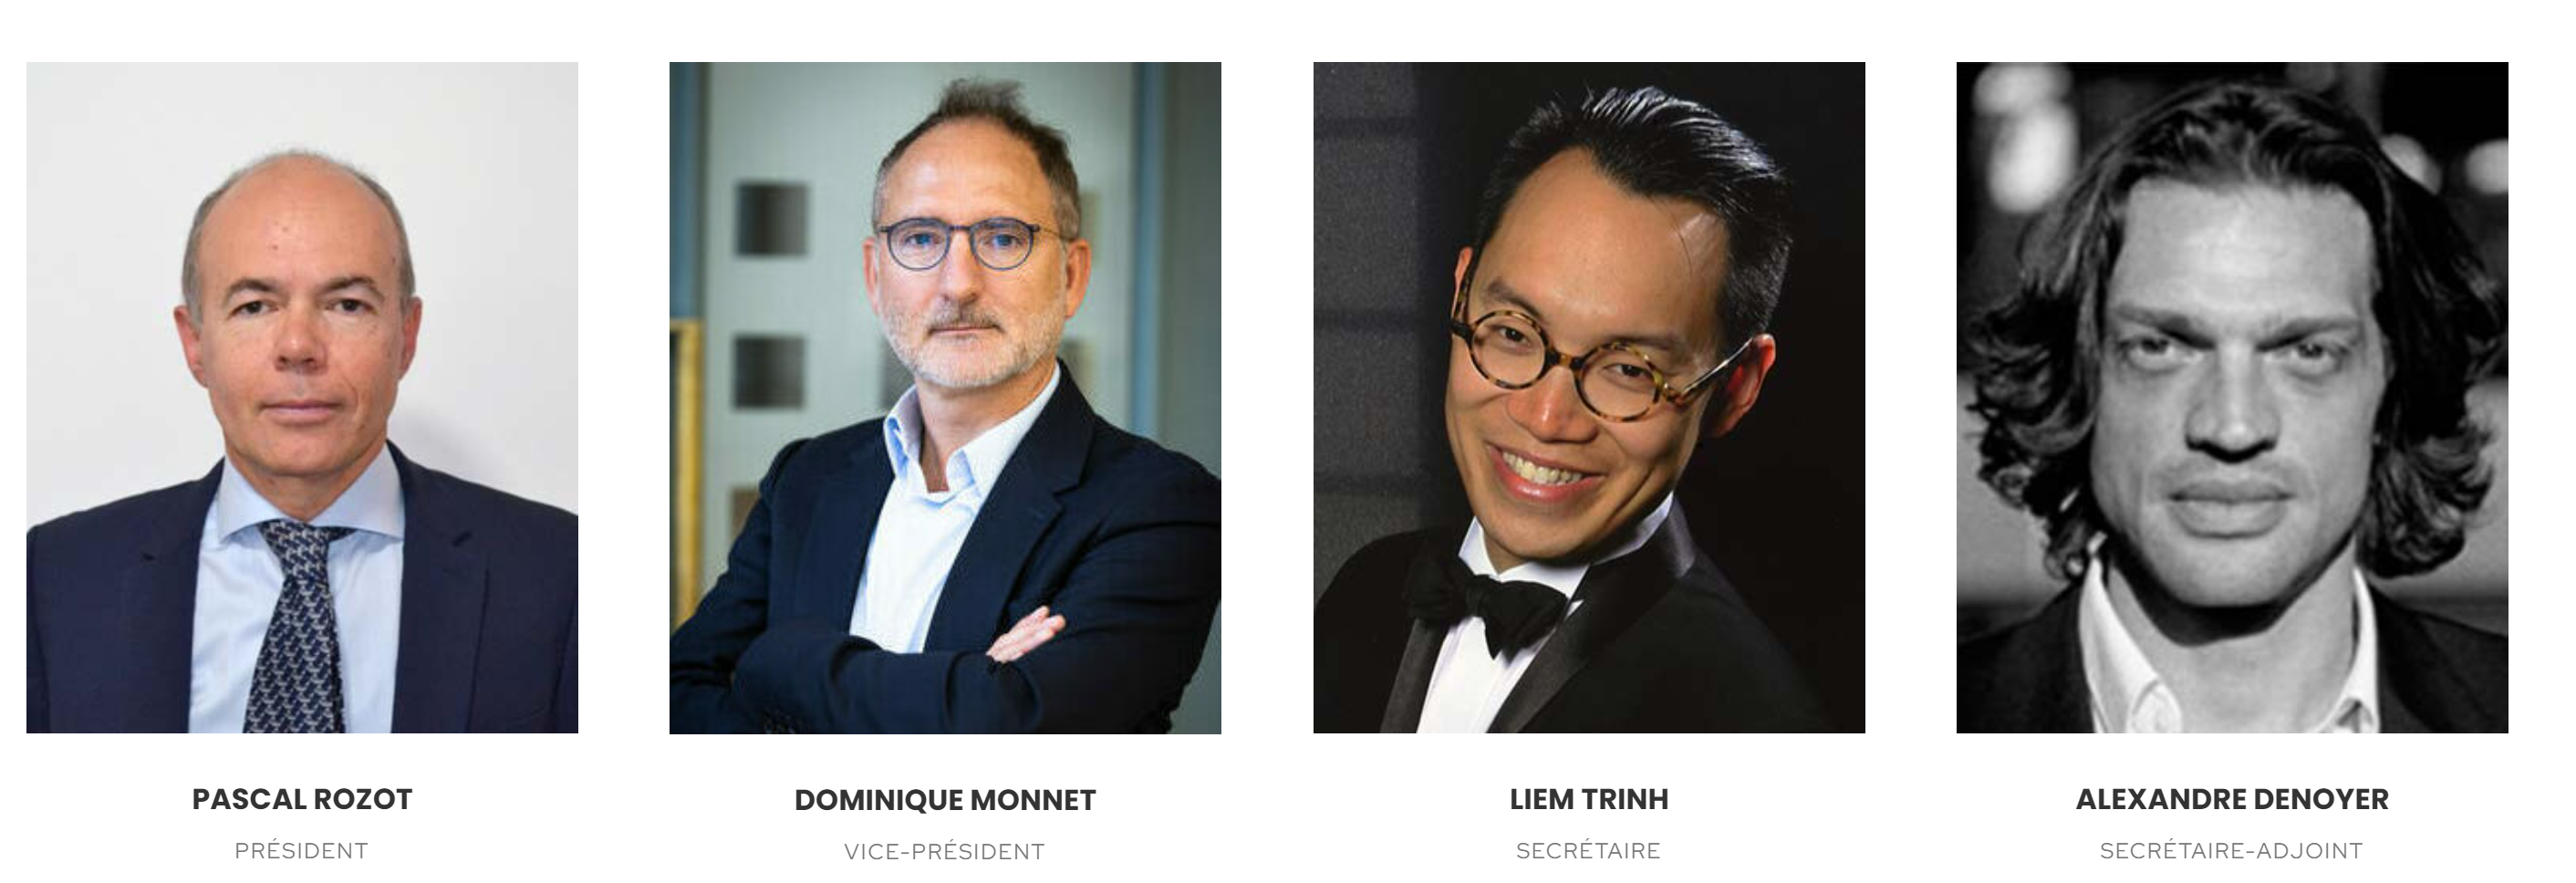 PASCAL ROZOT
PRÉSIDENT
DOMINIQUE MONNET
VICE-PRÉSIDENT
LIEM TRINH
SECRÉTAIRE
ALEXANDRE DENOYER
SECRÉTAIRE-ADJOINT